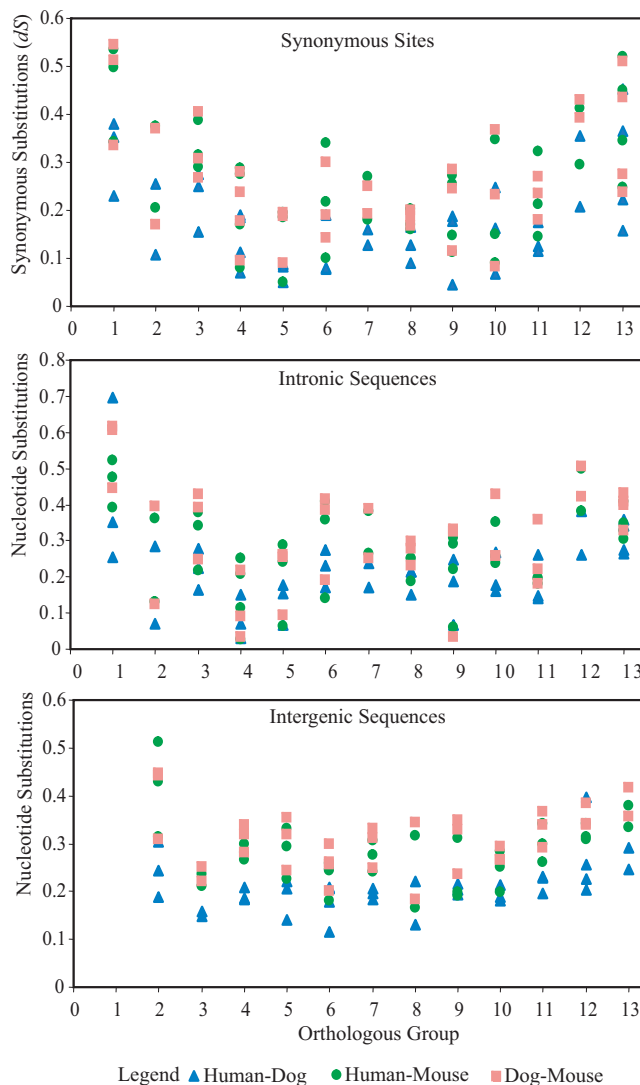 Synonymous Sites
Synonymous Substitutions (dS)
0.6
0.5
0.4
0.3
0.2
0.1
0
0 1 2 3 4 5 6 7 8 9 10 11 12 13
Intronic Sequences
Nucleotide Substitutions
0.8
0.7
0.6
0.5
0.4
0.3
0.2
0.1
0
0 1 2 3 4 5 6 7 8 9 10 11 12 13
Intergenic Sequences
Nucleotide Substitutions
0.6
0.5
0.4
0.3
0.2
0.1
0
0 1 2 3 4 5 6 7 8 9 10 11 12 13
Orthologous Group
Legend Human-Dog Human-Mouse Dog-Mouse